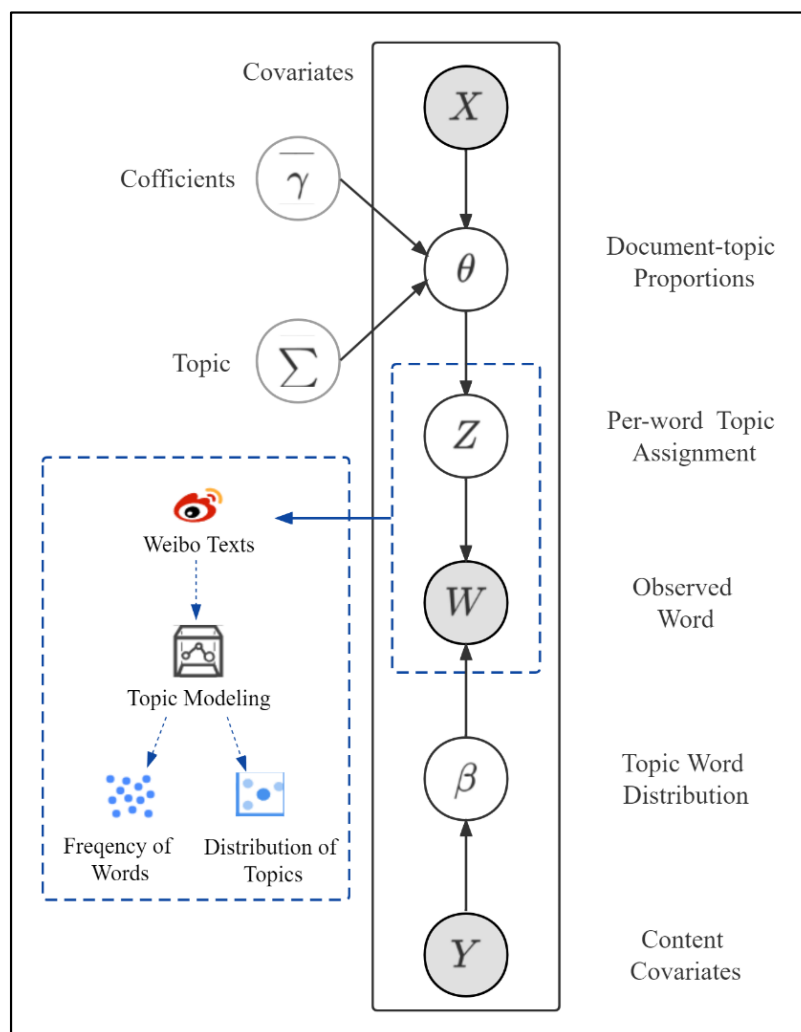 Covariates
X
Cofficients
γ
θ
Document-topic
Proportions
Topic
∑
Z
Per-word Topic
Assignment
Weibo Texts
W
Observed
Word
Topic Modeling
β
Topic Word
Distribution
Freqency of
Words
Distribution of
Topics
Y
Content
Covariates